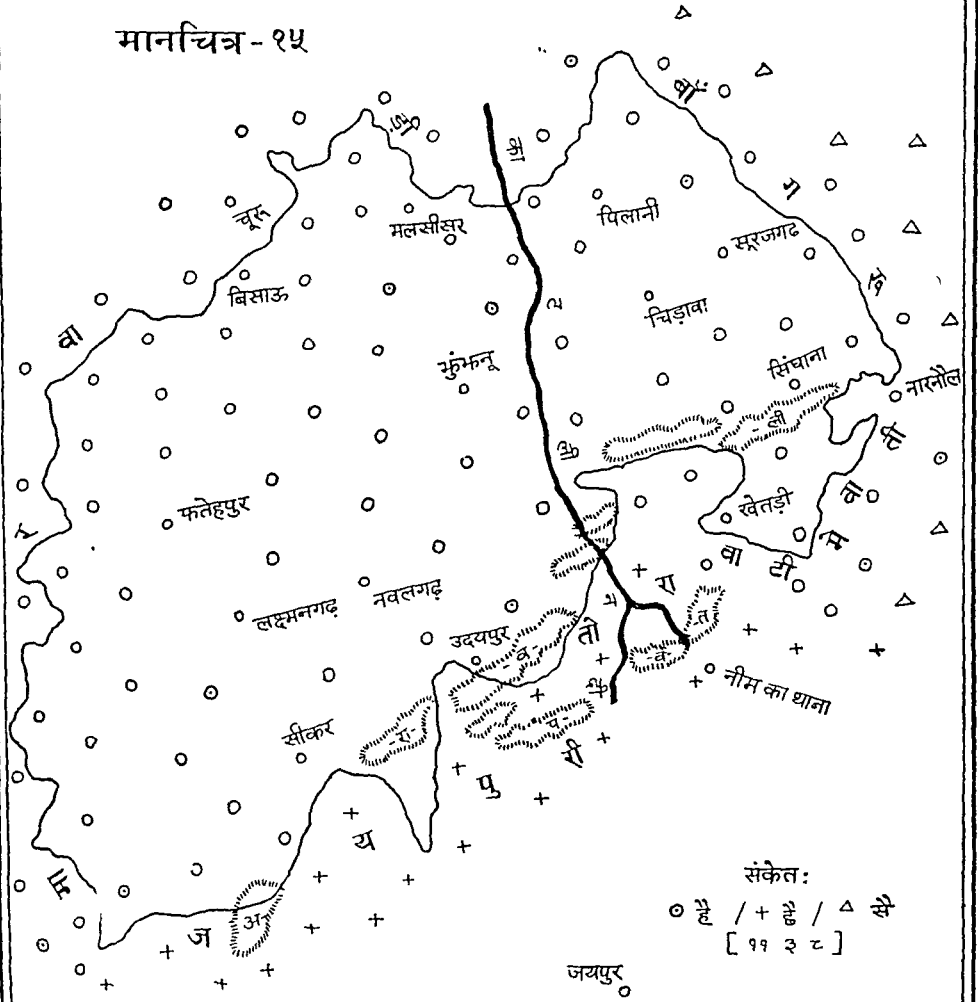 मानचित्र - १५
चूरू
मलसीसर
पिलानी
सूरजगढ
बिसाऊ
चिड़ावा
झुंझनू
सिंघाना
नारनौल
- ली
फतेहपुर
खेतड़ी
वा टी
लक्ष्मनगढ़
नवलगढ़
उदयपुर
रा
तो
- व -
- त
- व -
नीम का थाना
सीकर
- रा -
- प -
री
पु
य
ज
- अ -
वा
मा
संकेत:
⊙ है / + छै / △ सै
[ ११ ३ ८ ]
जयपुर